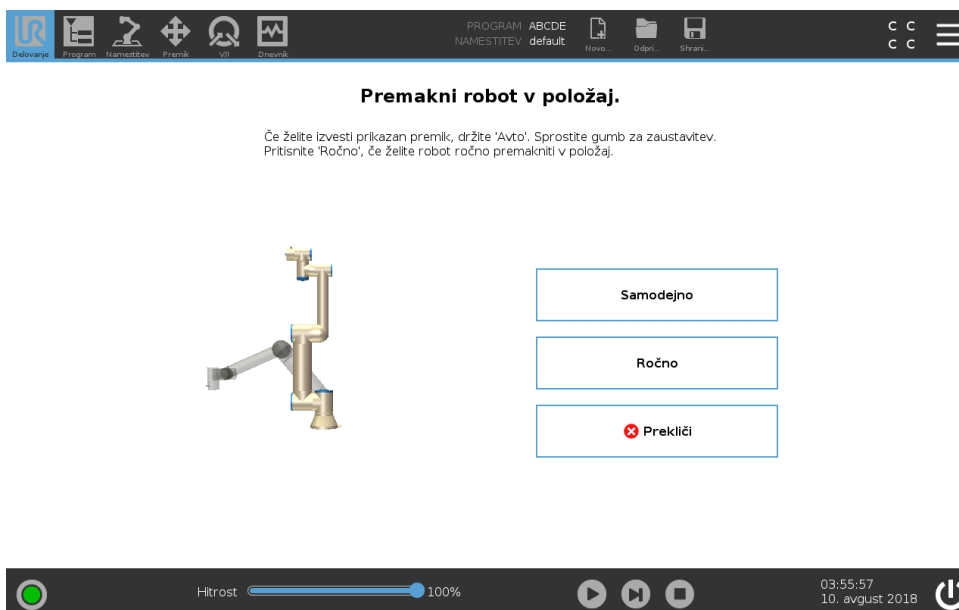 UR
Delovanje
Program
Namestitev
Premik
V/I
Dnevnik
PROGRAM ABCDE
NAMESTITEV default
Novo...
Odpri...
Shrani...
C C
C C
Premakni robot v položaj.
Če želite izvesti prikazan premik, držite 'Avto'. Sprostite gumb za zaustavitev.
Pritisnite 'Ročno', če želite robot ročno premakniti v položaj.
Samodejno
Ročno
Prekliči
Hitrost 100%
03:55:57
10. avgust 2018